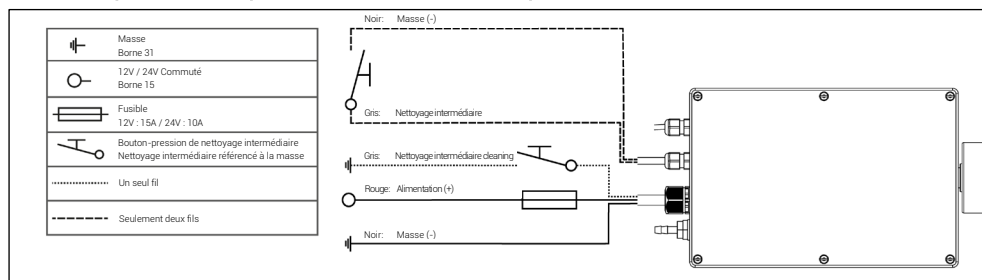 Masse
Borne 31
12V / 24V Commuté
Borne 15
Fusible
12V : 15A / 24V : 10A
Bouton-pression de nettoyage intermédiaire
Nettoyage intermédiaire référencé à la masse
Un seul fil
Seulement deux fils
Noir: Masse (-)
Gris: Nettoyage intermédiaire
Gris: Nettoyage intermédiaire cleaning
Rouge: Alimentation (+)
Noir: Masse (-)